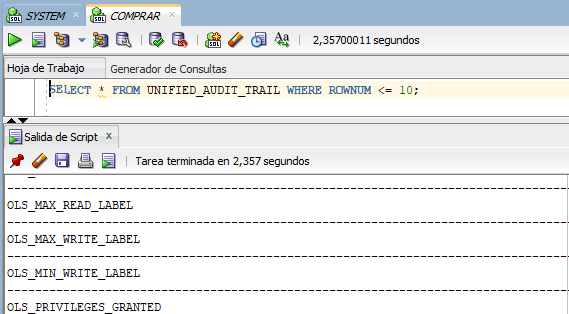 SYSTEM COMPRAR
2,35700011 segundos
Hoja de Trabajo Generador de Consultas
SELECT * FROM UNIFIED_AUDIT_TRAIL WHERE ROWNUM <= 10;
Salida de Script
Tarea terminada en 2,357 segundos
OLS_MAX_READ_LABEL
OLS_MAX_WRITE_LABEL
OLS_MIN_WRITE_LABEL
OLS_PRIVILEGES_GRANTED